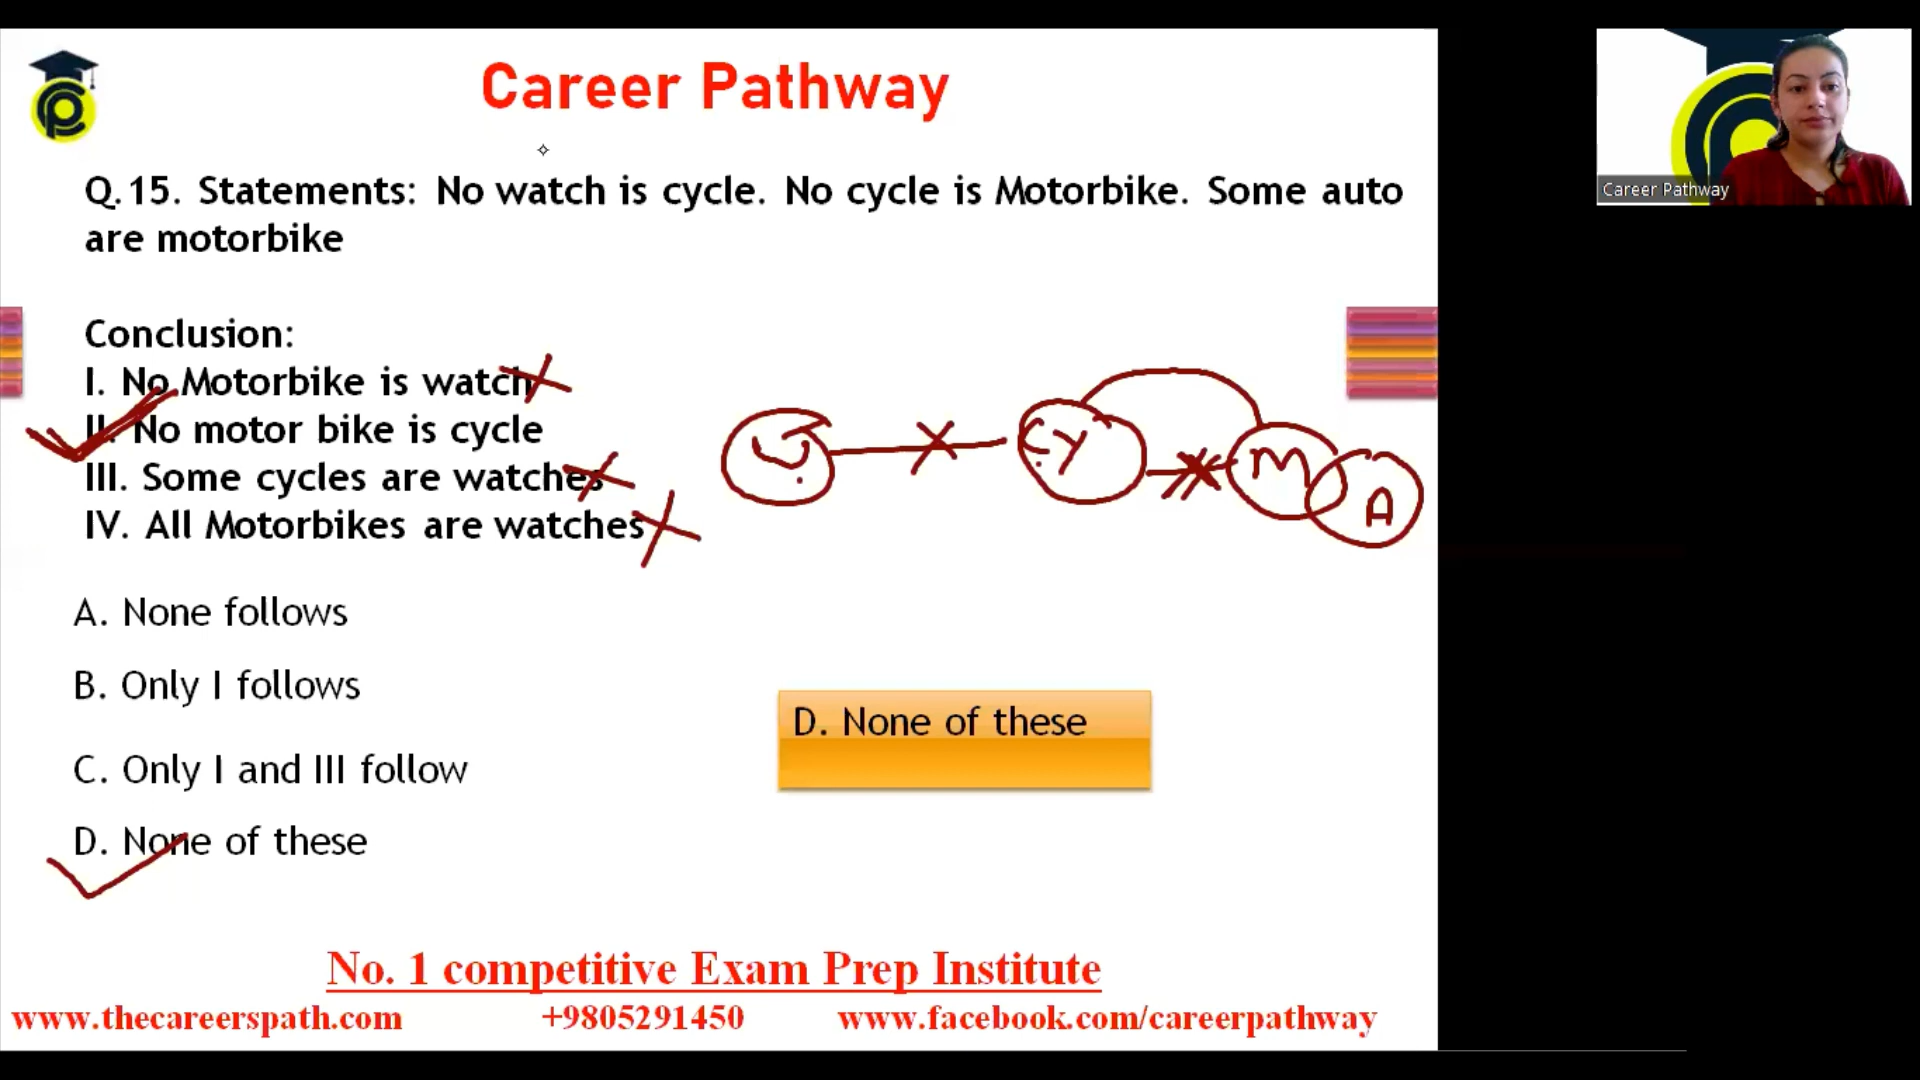 Career Pathway
Career Pathway
Q.15. Statements: No watch is cycle. No cycle is Motorbike. Some auto
are motorbike
Conclusion:
I. No Motorbike is watch
II. No motor bike is cycle
III. Some cycles are watches
IV. All Motorbikes are watches
Cy
M
A
A. None follows
B. Only I follows
C. Only I and III follow
D. None of these
D. None of these
No. 1 competitive Exam Prep Institute
www.thecareerspath.com +9805291450 www.facebook.com/careerpathway